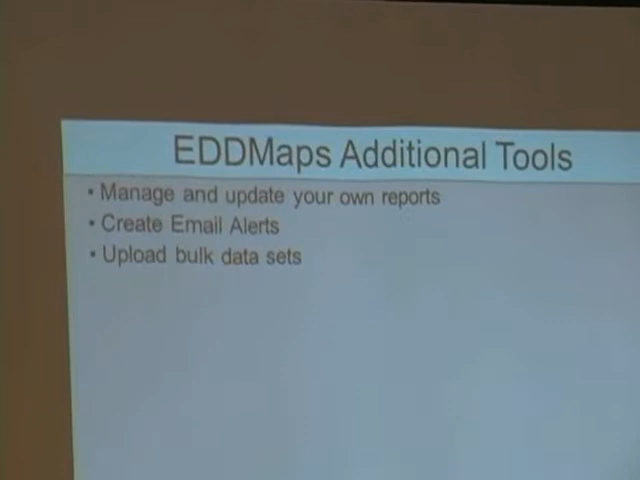 EDDMaps Additional Tools
• Manage and update your own reports
• Create Email Alerts
• Upload bulk data sets